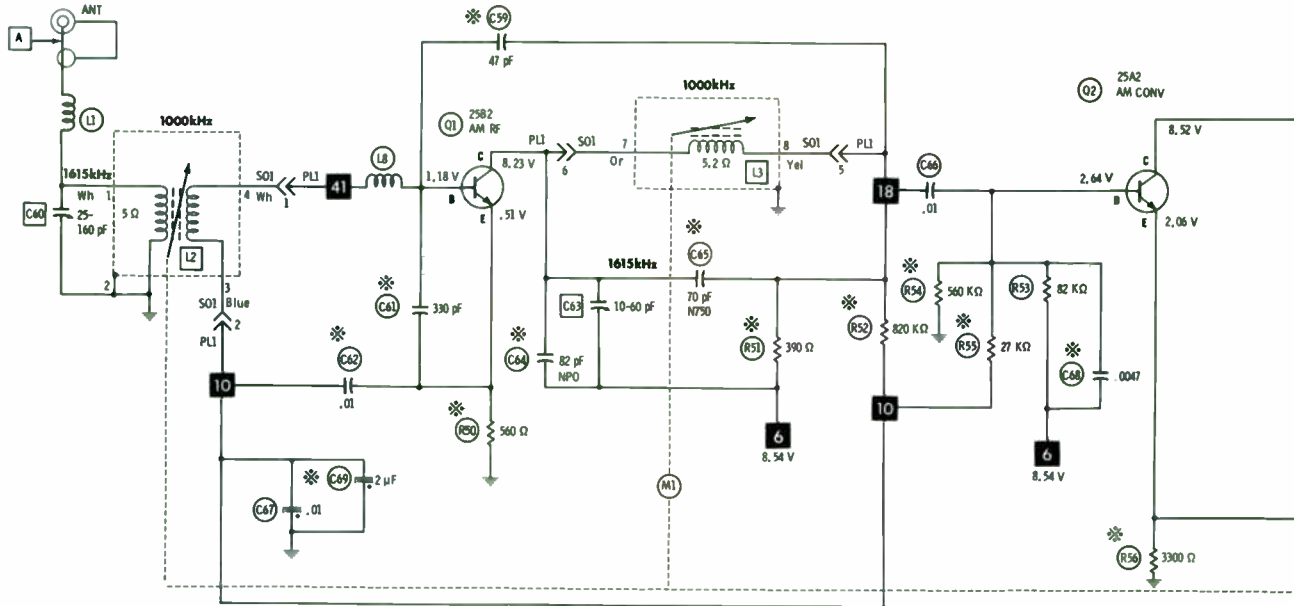 ANT
A
L1
1000kHz
1615kHz
Wh
1
C60
25-
160 pF
5 Ω
L2
2
SO1
PL1
4
Wh
1
3
SO1
Blue
2
PL1
41
L8
※
C59
47 pF
Q1
25B2
AM RF
1.18 V
B
C
8.23 V
E
.51 V
PL1
SO1
6
7
Or
1000kHz
5.2 Ω
L3
8
Yel
SO1
PL1
5
18
C66
.01
Q2
25A2
AM CONV
8.52 V
C
2.64 V
B
E
2.06 V
※
C61
330 pF
※
C62
.01
10
※
R50
560 Ω
※
C64
82 pF
NPO
1615kHz
C63
10-60 pF
※
C65
70 pF
N750
※
R51
390 Ω
6
8.54 V
※
R52
820 KΩ
10
※
R54
560 KΩ
※
R55
27 KΩ
R53
82 KΩ
※
C68
.0047
6
8.54 V
C67
.01
※
C69
2 μF
M1
※
R56
3300 Ω